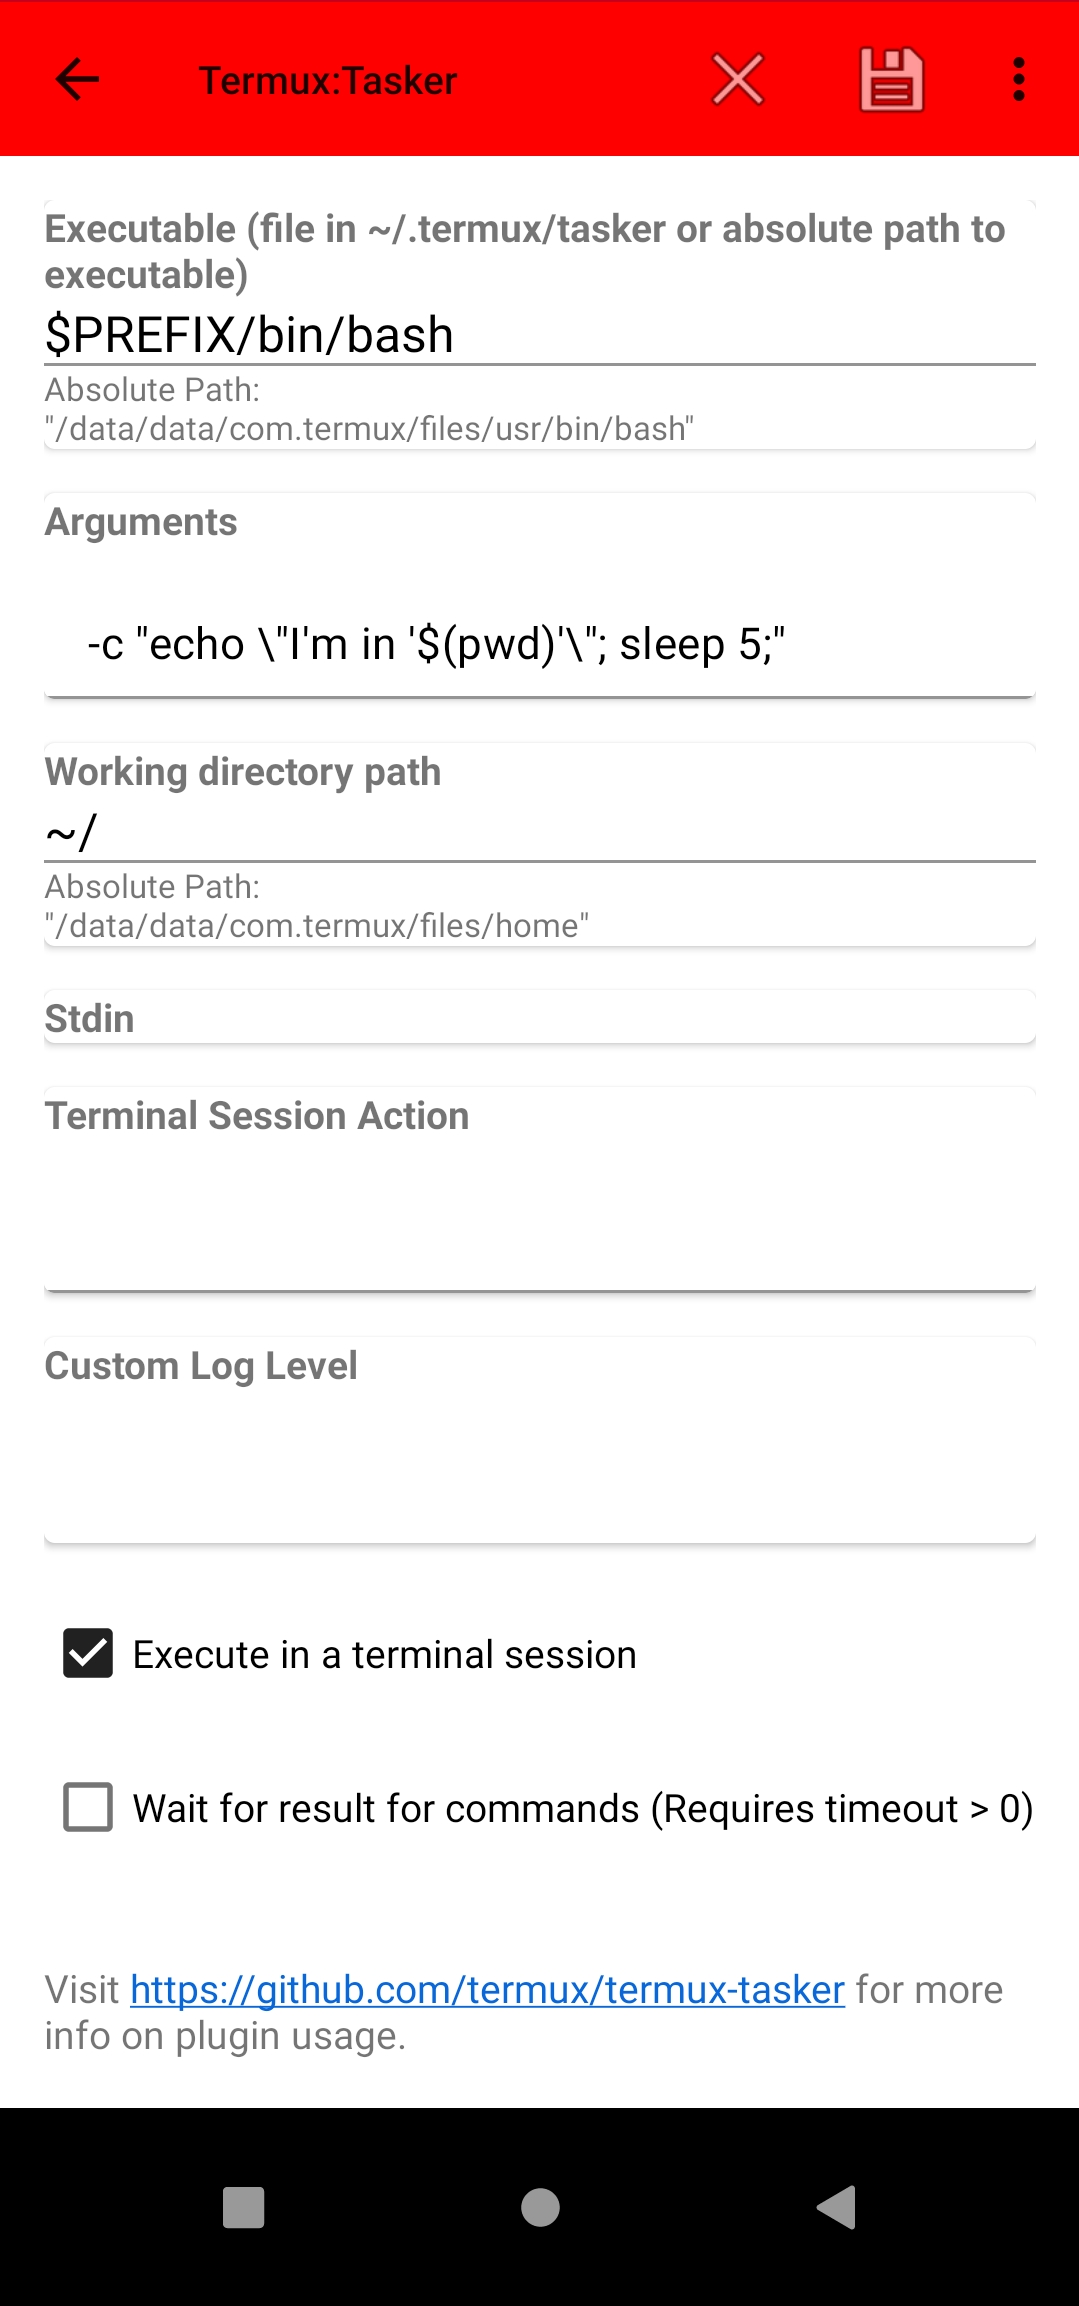 Termux:Tasker
Executable (file in ~/.termux/tasker or absolute path to
executable)
$PREFIX/bin/bash
Absolute Path:
"/data/data/com.termux/files/usr/bin/bash"
Arguments
-c "echo \"I'm in '$(pwd)'\"; sleep 5;"
Working directory path
~/
Absolute Path:
"/data/data/com.termux/files/home"
Stdin
Terminal Session Action
Custom Log Level
Execute in a terminal session
Wait for result for commands (Requires timeout > 0)
Visit https://github.com/termux/termux-tasker for more
info on plugin usage.